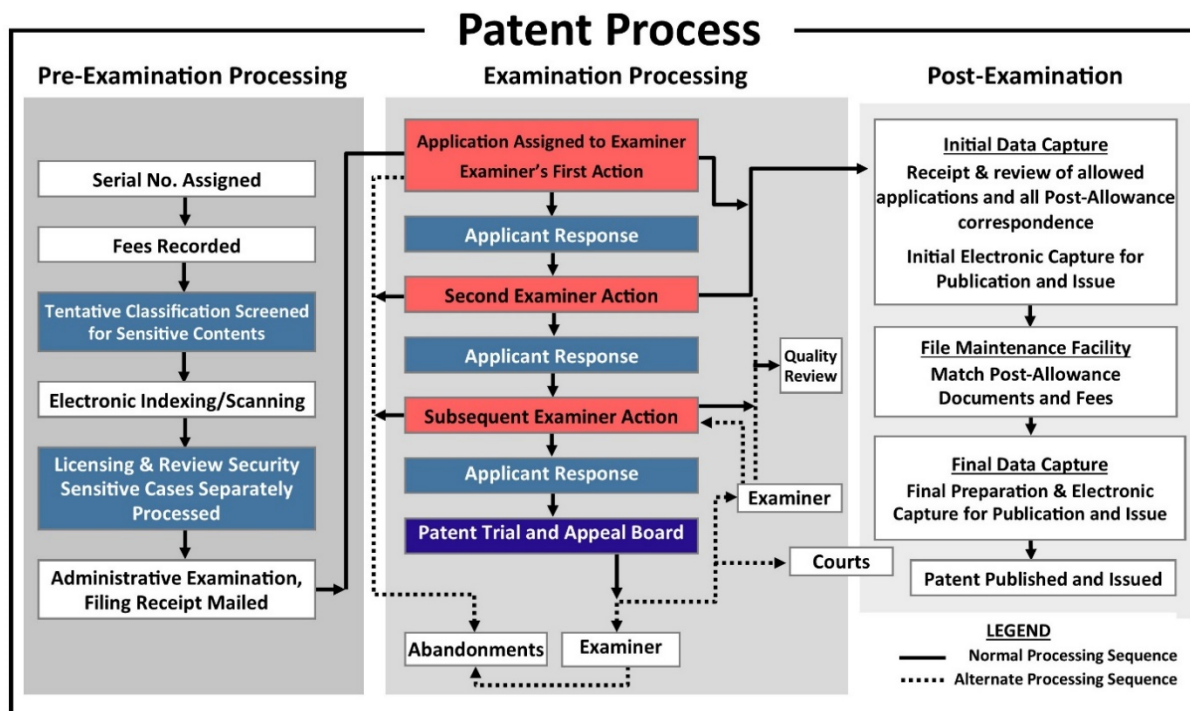 Patent Process
Pre-Examination Processing
Serial No. Assigned
Fees Recorded
Tentative Classification Screened
for Sensitive Contents
Electronic Indexing/Scanning
Licensing & Review Security
Sensitive Cases Separately
Processed
Administrative Examination,
Filing Receipt Mailed
Examination Processing
Application Assigned to Examiner
Examiner's First Action
Applicant Response
Second Examiner Action
Applicant Response
Quality
Review
Subsequent Examiner Action
Applicant Response
Examiner
Patent Trial and Appeal Board
Courts
Abandonments
Examiner
Post-Examination
Initial Data Capture
Receipt & review of allowed
applications and all Post-Allowance
correspondence
Initial Electronic Capture for
Publication and Issue
File Maintenance Facility
Match Post-Allowance
Documents and Fees
Final Data Capture
Final Preparation & Electronic
Capture for Publication and Issue
Patent Published and Issued
LEGEND
Normal Processing Sequence
Alternate Processing Sequence